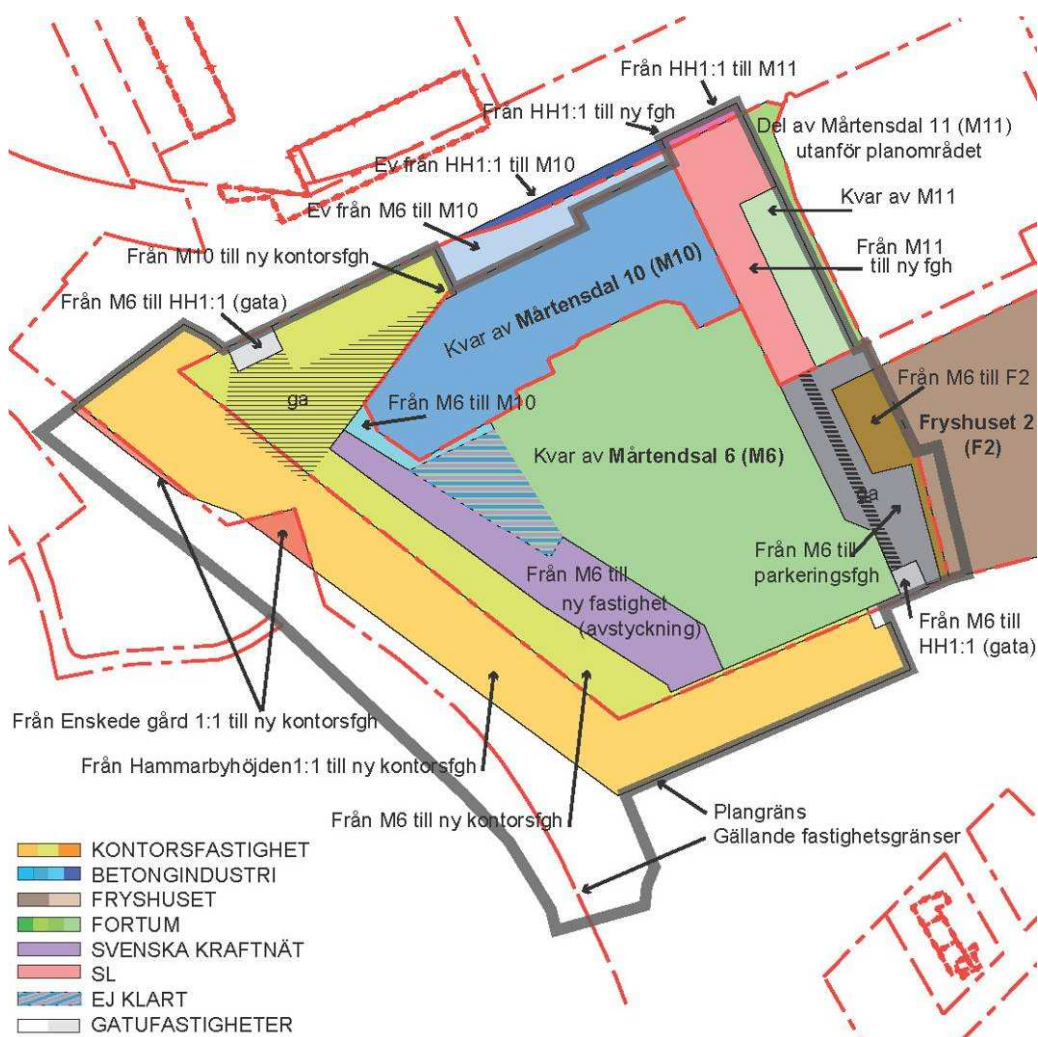 Från HH1:1 till M11
Från HH1:1 till ny fgh
Del av Mårtensdal 11 (M11)
utanför planområdet
Ev från HH1:1 till M10
Kvar av M11
Ev från M6 till M10
Från M10 till ny kontorsfgh
Från M11
till ny fgh
Från M6 till HH1:1 (gata)
Kvar av Mårtensdal 10 (M10)
Från M6 till F2
ga
Från M6 till M10
Fryshuset 2
(F2)
Kvar av Mårtendsal 6 (M6)
ga
Från M6 till
parkeringsfgh
Från M6 till
ny fastighet
(avstyckning)
Från M6 till
HH1:1 (gata)
Från Enskede gård 1:1 till ny kontorsfgh
Från Hammarbyhöjden1:1 till ny kontorsfgh
Från M6 till ny kontorsfgh
Plangräns
Gällande fastighetsgränser
KONTORSFASTIGHET
BETONGINDUSTRI
FRYSHUSET
FORTUM
SVENSKA KRAFTNÄT
SL
EJ KLART
GATUFASTIGHETER